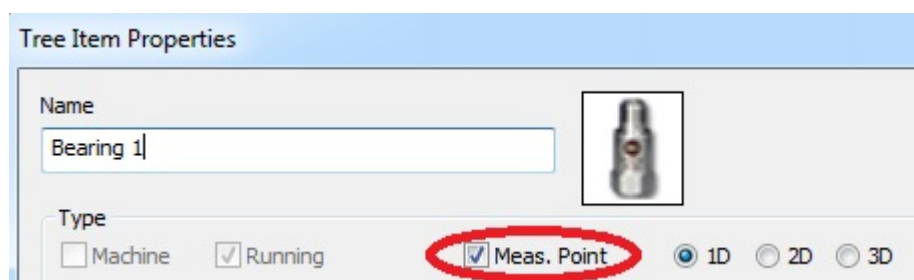 Tree Item Properties
Name
Bearing 1
Type
Machine Running Meas. Point 1D 2D 3D